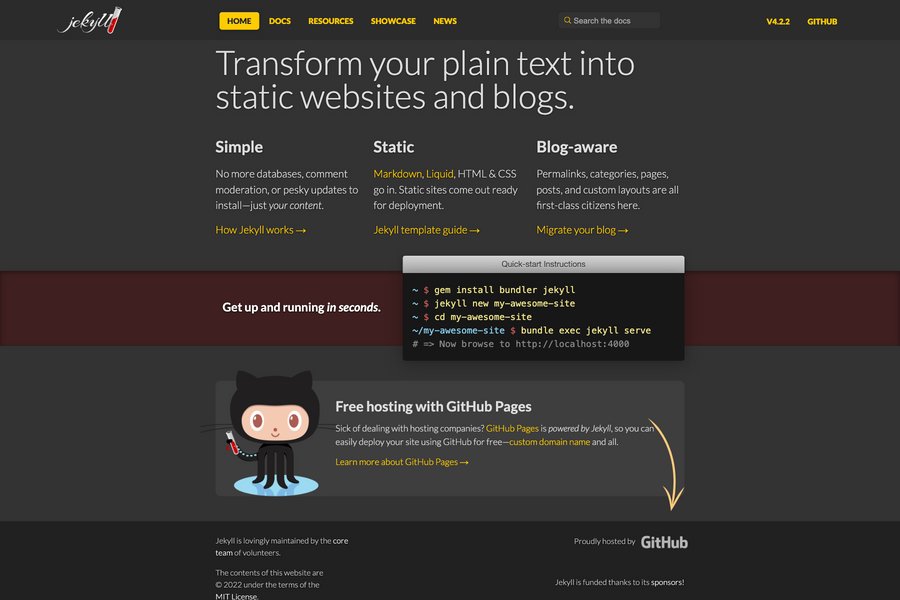 jekyll
HOME DOCS RESOURCES SHOWCASE NEWS
Search the docs
V4.2.2 GITHUB
Transform your plain text into
static websites and blogs.
Simple
No more databases, comment
moderation, or pesky updates to
install—just your content.
How Jekyll works →
Static
Markdown, Liquid, HTML & CSS
go in. Static sites come out ready
for deployment.
Jekyll template guide →
Blog-aware
Permalinks, categories, pages,
posts, and custom layouts are all
first-class citizens here.
Migrate your blog →
Get up and running in seconds.
Quick-start Instructions
~ $ gem install bundler jekyll
~ $ jekyll new my-awesome-site
~ $ cd my-awesome-site
~/my-awesome-site $ bundle exec jekyll serve
# => Now browse to http://localhost:4000
Free hosting with GitHub Pages
Sick of dealing with hosting companies? GitHub Pages is powered by Jekyll, so you can
easily deploy your site using GitHub for free—custom domain name and all.
Learn more about GitHub Pages →
Jekyll is lovingly maintained by the core
team of volunteers.
The contents of this website are
© 2022 under the terms of the
MIT License.
Proudly hosted by GitHub
Jekyll is funded thanks to its sponsors!